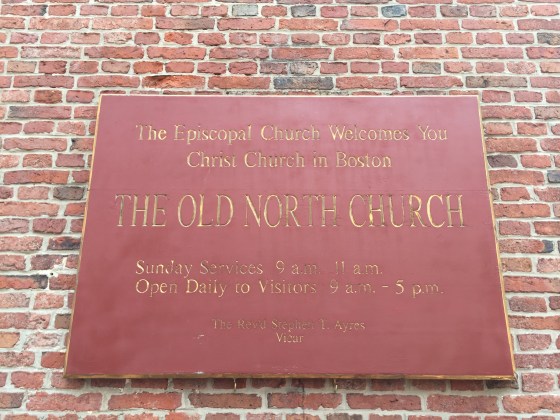 The Episcopal Church Welcomes You
Christ Church in Boston
THE OLD NORTH CHURCH
Sunday Services 9 a.m. 11 a.m.
Open Daily to Visitors 9 a.m. - 5 p.m.
The Rev'd Stephen T. Ayres
Vicar